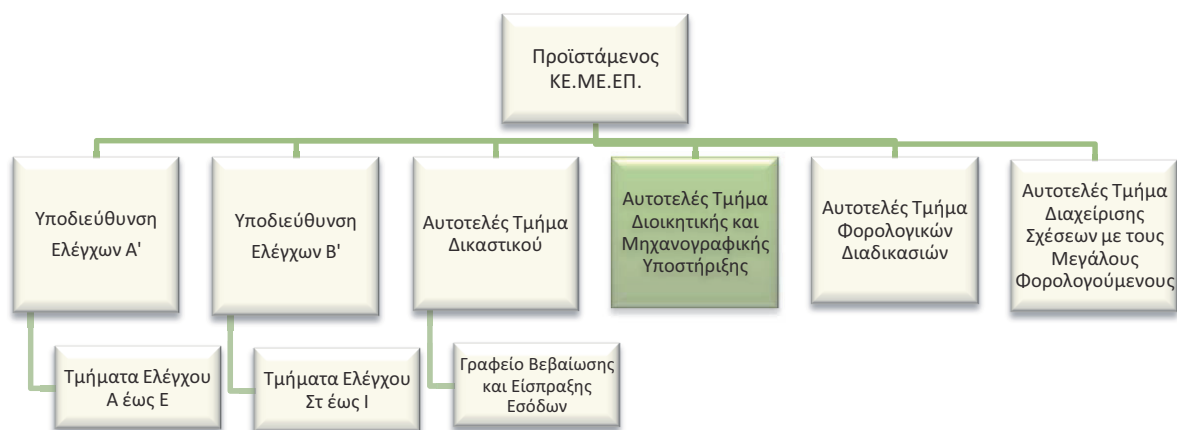 Προϊστάμενος
ΚΕ.ΜΕ.ΕΠ.
Υποδιεύθυνση
Ελέγχων Α'
Υποδιεύθυνση
Ελέγχων Β'
Αυτοτελές Τμήμα
Δικαστικού
Αυτοτελές Τμήμα
Διοικητικής και
Μηχανογραφικής
Υποστήριξης
Αυτοτελές Τμήμα
Φορολογικών
Διαδικασιών
Αυτοτελές Τμήμα
Διαχείρισης
Σχέσεων με τους
Μεγάλους
Φορολογούμενους
Τμήματα Ελέγχου
Α έως Ε
Τμήματα Ελέγχου
Στ έως Ι
Γραφείο Βεβαίωσης
και Είσπραξης
Εσόδων